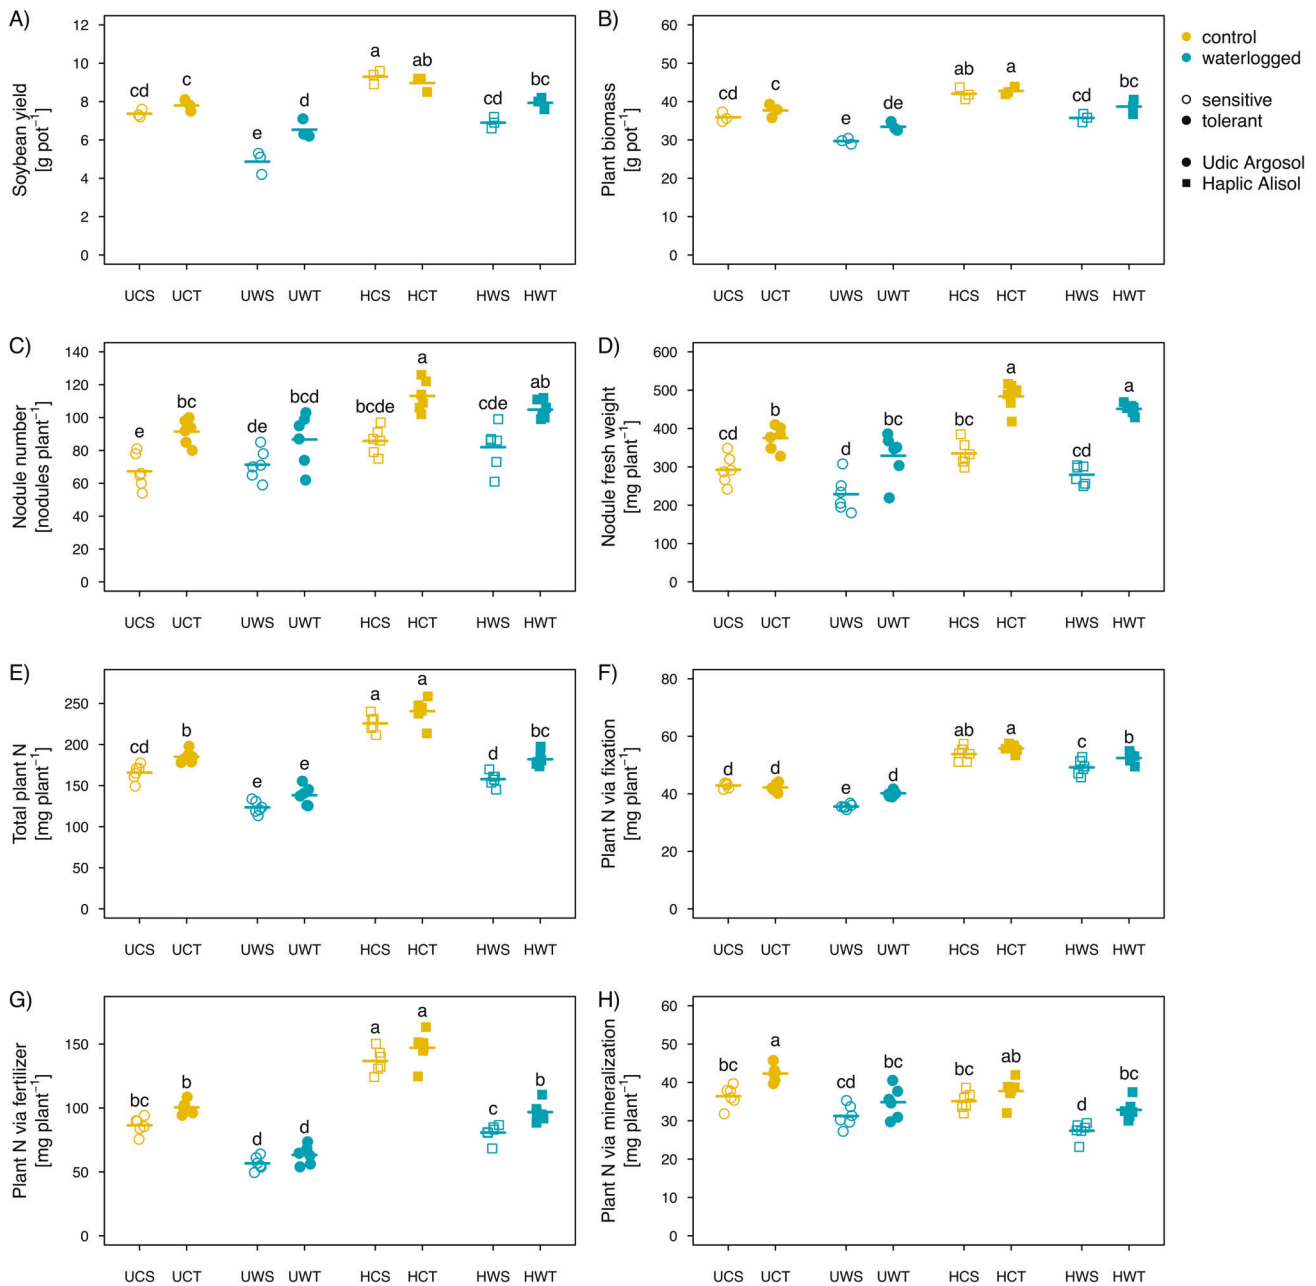 A)
Soybean yield
[g pot⁻¹]
12
10
8
6
4
2
0
cd
c
e
d
a
ab
cd
bc
UCS UCT UWS UWT HCS HCT HWS HWT
B)
Plant biomass
[g pot⁻¹]
60
50
40
30
20
10
0
cd
c
e
de
ab
a
cd
bc
UCS UCT UWS UWT HCS HCT HWS HWT
control
waterlogged
sensitive
tolerant
Udic Argosol
Haplic Alisol
C)
Nodule number
[nodules plant⁻¹]
140
120
100
80
60
40
20
0
e
bc
de
bcd
bcde
a
cde
ab
UCS UCT UWS UWT HCS HCT HWS HWT
D)
Nodule fresh weight
[mg plant⁻¹]
600
500
400
300
200
100
0
cd
b
d
bc
bc
a
cd
a
UCS UCT UWS UWT HCS HCT HWS HWT
E)
Total plant N
[mg plant⁻¹]
250
200
150
100
50
0
cd
b
e
e
a
a
d
bc
UCS UCT UWS UWT HCS HCT HWS HWT
F)
Plant N via fixation
[mg plant⁻¹]
80
60
40
20
0
d
d
e
d
ab
a
c
b
UCS UCT UWS UWT HCS HCT HWS HWT
G)
Plant N via fertilizer
[mg plant⁻¹]
150
100
50
0
bc
b
d
d
a
a
c
b
UCS UCT UWS UWT HCS HCT HWS HWT
H)
Plant N via mineralization
[mg plant⁻¹]
60
50
40
30
20
10
0
bc
a
cd
bc
bc
ab
d
bc
UCS UCT UWS UWT HCS HCT HWS HWT